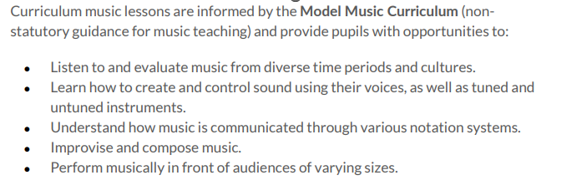 Curriculum music lessons are informed by the Model Music Curriculum (non-
statutory guidance for music teaching) and provide pupils with opportunities to:
• Listen to and evaluate music from diverse time periods and cultures.
• Learn how to create and control sound using their voices, as well as tuned and
untuned instruments.
• Understand how music is communicated through various notation systems.
• Improvise and compose music.
• Perform musically in front of audiences of varying sizes.